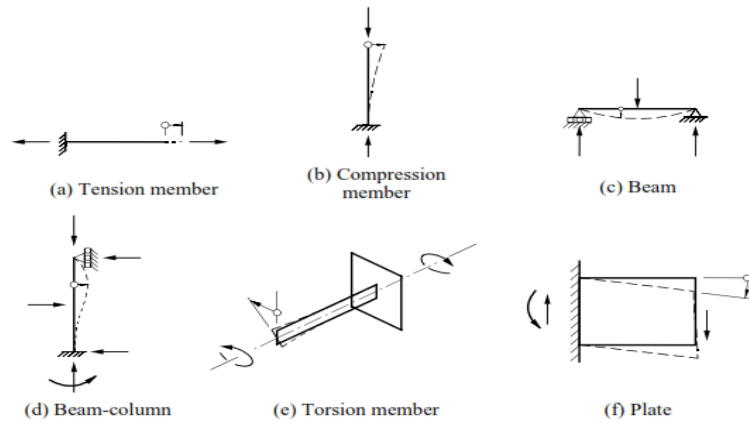 (a) Tension member
(b) Compression
member
(c) Beam
(d) Beam-column
(e) Torsion member
(f) Plate